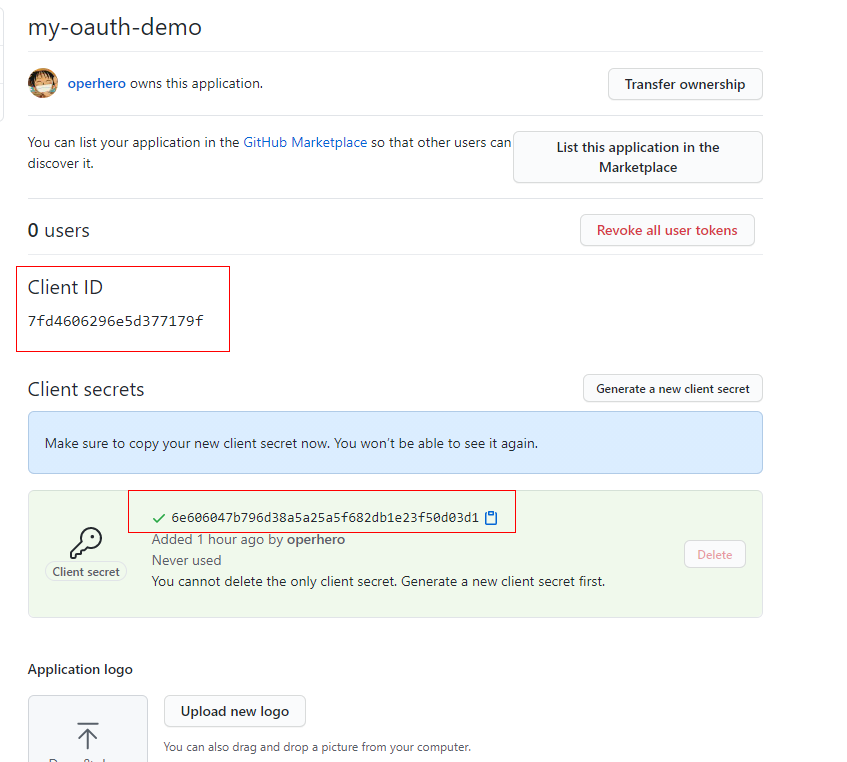 my-oauth-demo
operhero owns this application.
Transfer ownership
You can list your application in the GitHub Marketplace so that other users can
discover it.
List this application in the
Marketplace
0 users
Revoke all user tokens
Client ID
7fd4606296e5d377179f
Client secrets
Generate a new client secret
Make sure to copy your new client secret now. You won't be able to see it again.
6e606047b796d38a5a25a5f682db1e23f50d03d1
Added 1 hour ago by operhero
Never used
Client secret
You cannot delete the only client secret. Generate a new client secret first.
Delete
Application logo
Upload new logo
You can also drag and drop a picture from your computer.